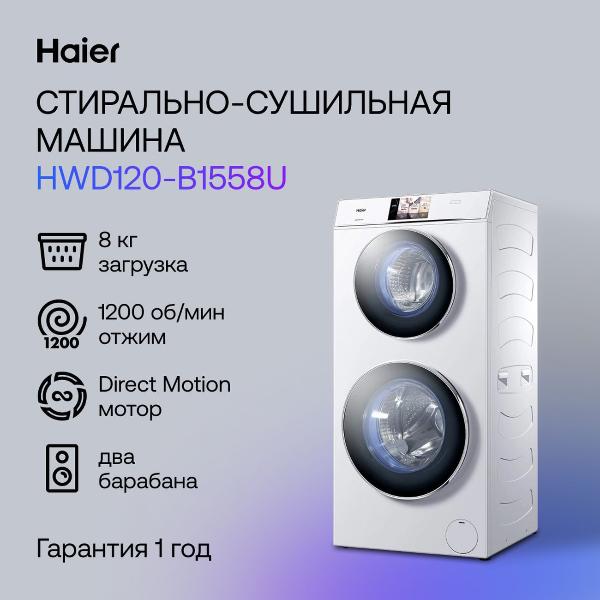 Haier
СТИРАЛЬНО-СУШИЛЬНАЯ
МАШИНА
HWD120-B1558U
8 кг
загрузка
1200 об/мин
отжим
1200
Direct Motion
мотор
два
барабана
Гарантия 1 год
Haier